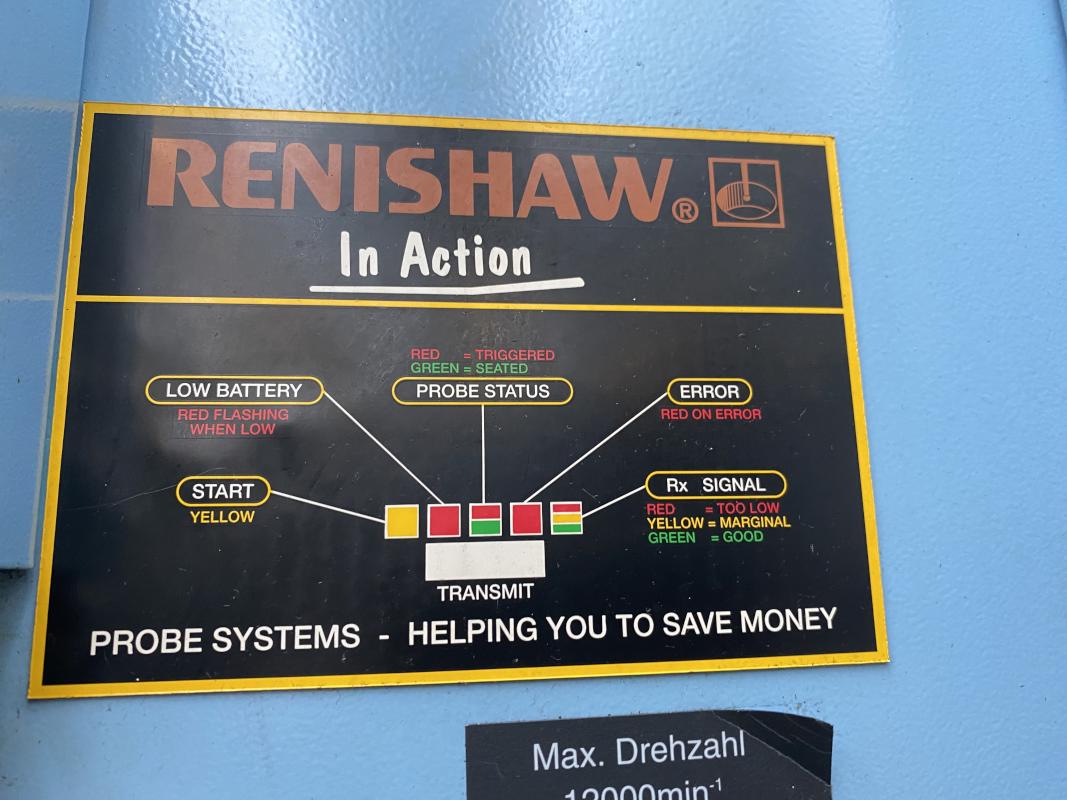 RENISHAW®
In Action
RED = TRIGGERED
GREEN = SEATED
LOW BATTERY
PROBE STATUS
ERROR
RED FLASHING
WHEN LOW
RED ON ERROR
START
YELLOW
Rx SIGNAL
RED = TOO LOW
YELLOW = MARGINAL
GREEN = GOOD
TRANSMIT
PROBE SYSTEMS - HELPING YOU TO SAVE MONEY
Max. Drehzahl
12000min⁻¹